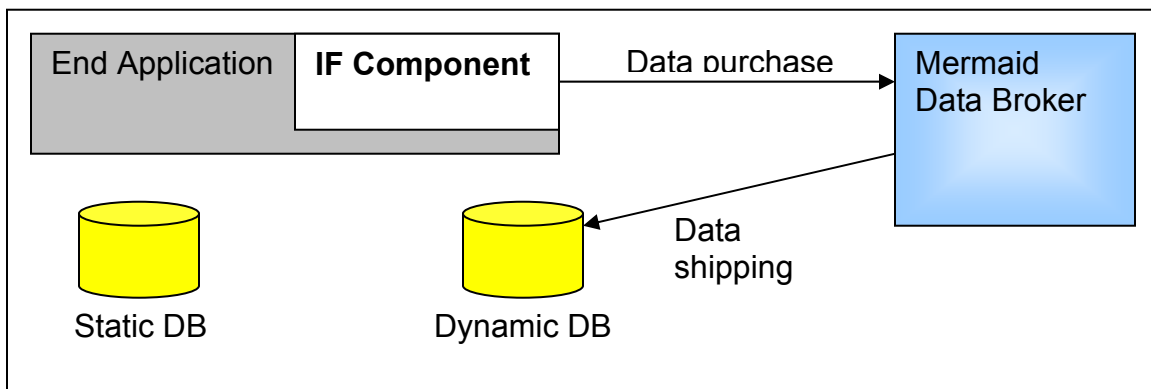 End Application
IF Component
Data purchase
Mermaid
Data Broker
Data
shipping
Static DB
Dynamic DB